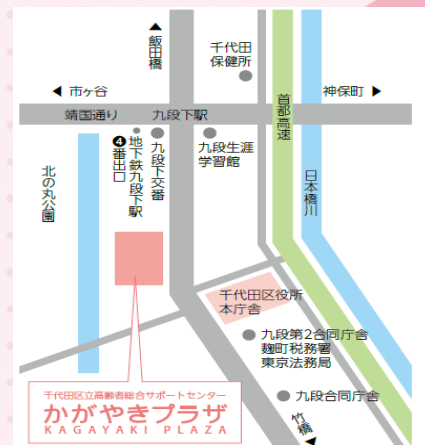 ▲
飯田橋
千代田
保健所
◀ 市ヶ谷
神保町 ▶
首都高速
靖国通り
九段下駅
❹番出口
地下鉄九段下駅
九段下交番
九段生涯
学習館
北の丸公園
日本橋川
千代田区役所
本庁舎
九段第2合同庁舎
麹町税務署
東京法務局
九段合同庁舎
竹橋
▼
千代田区立高齢者総合サポートセンター
かがやきプラザ
KAGAYAKI PLAZA